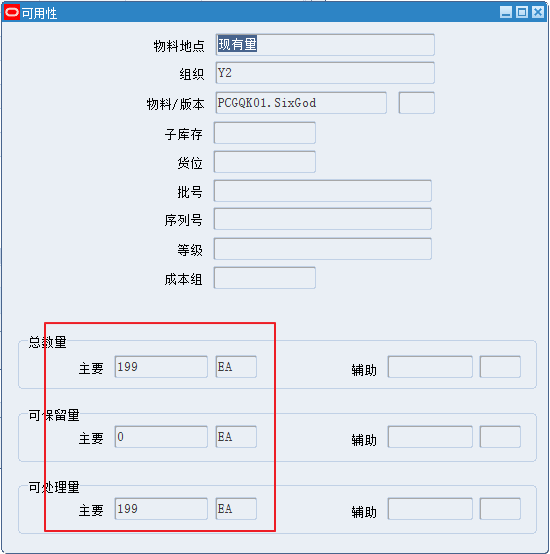 可用性
物料地点 现有量
组织 Y2
物料/版本 PCGQK01.SixGod
子库存
货位
批号
序列号
等级
成本组
总数量
主要 199 EA 辅助
可保留量
主要 0 EA 辅助
可处理量
主要 199 EA 辅助